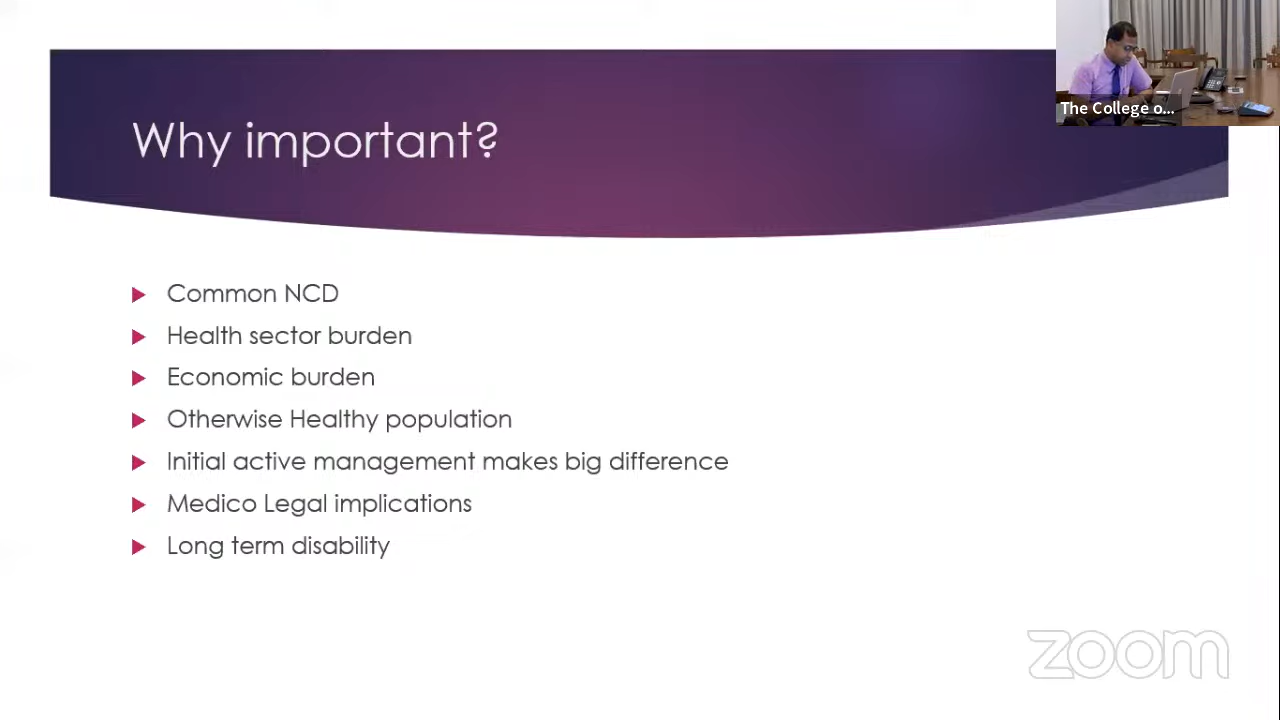 The College o...
Why important?
Common NCD
Health sector burden
Economic burden
Otherwise Healthy population
Initial active management makes big difference
Medico Legal implications
Long term disability
zoom